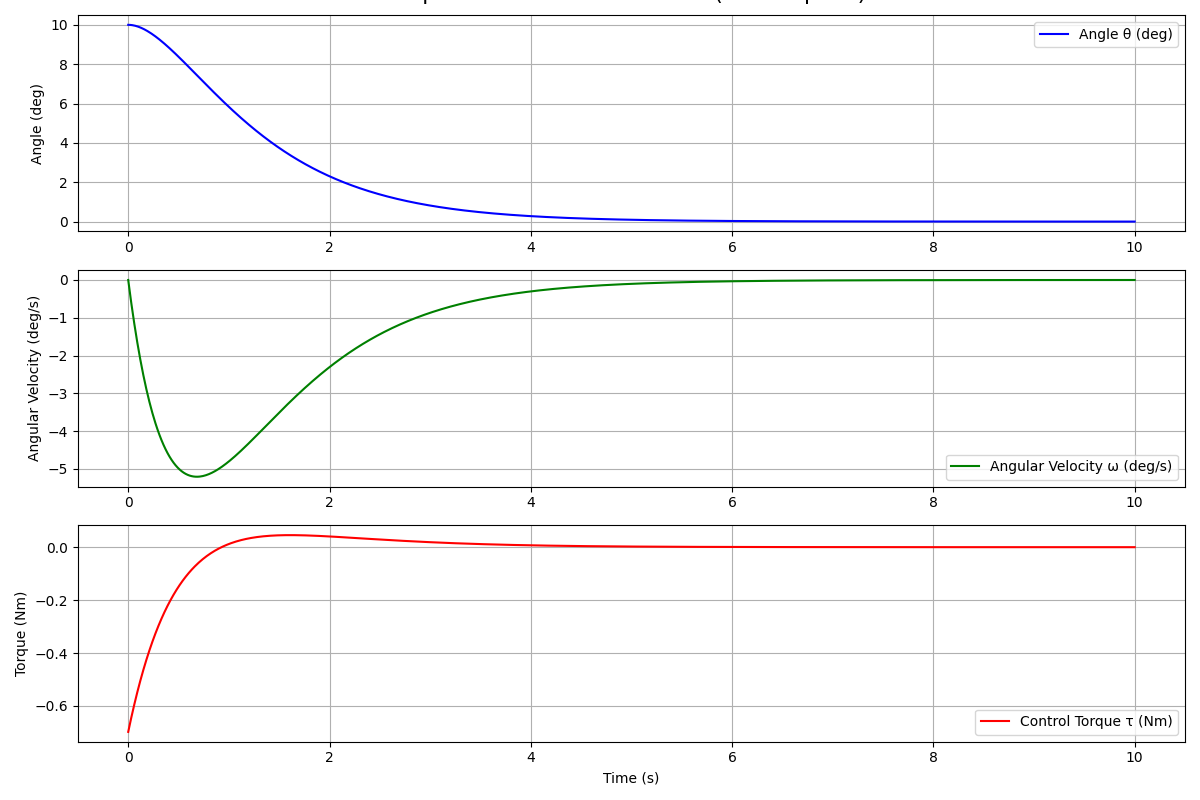 10
8
6
4
2
0
Angle (deg)
Angle θ (deg)
0 2 4 6 8 10
0
−1
−2
−3
−4
−5
Angular Velocity (deg/s)
Angular Velocity ω (deg/s)
0 2 4 6 8 10
0.0
−0.2
−0.4
−0.6
Torque (Nm)
Control Torque τ (Nm)
0 2 4 6 8 10
Time (s)